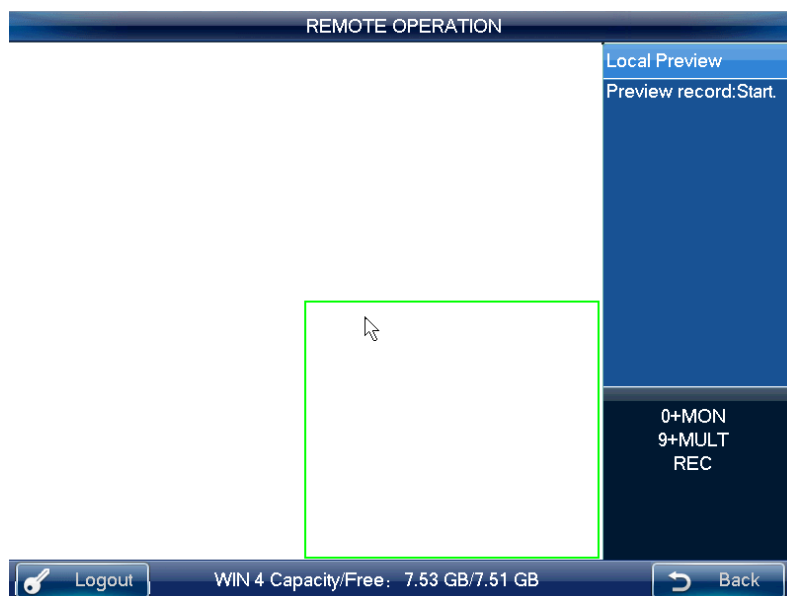 REMOTE OPERATION
Local Preview
Preview record:Start.
0+MON
9+MULT
REC
Logout
WIN 4 Capacity/Free: 7.53 GB/7.51 GB
Back